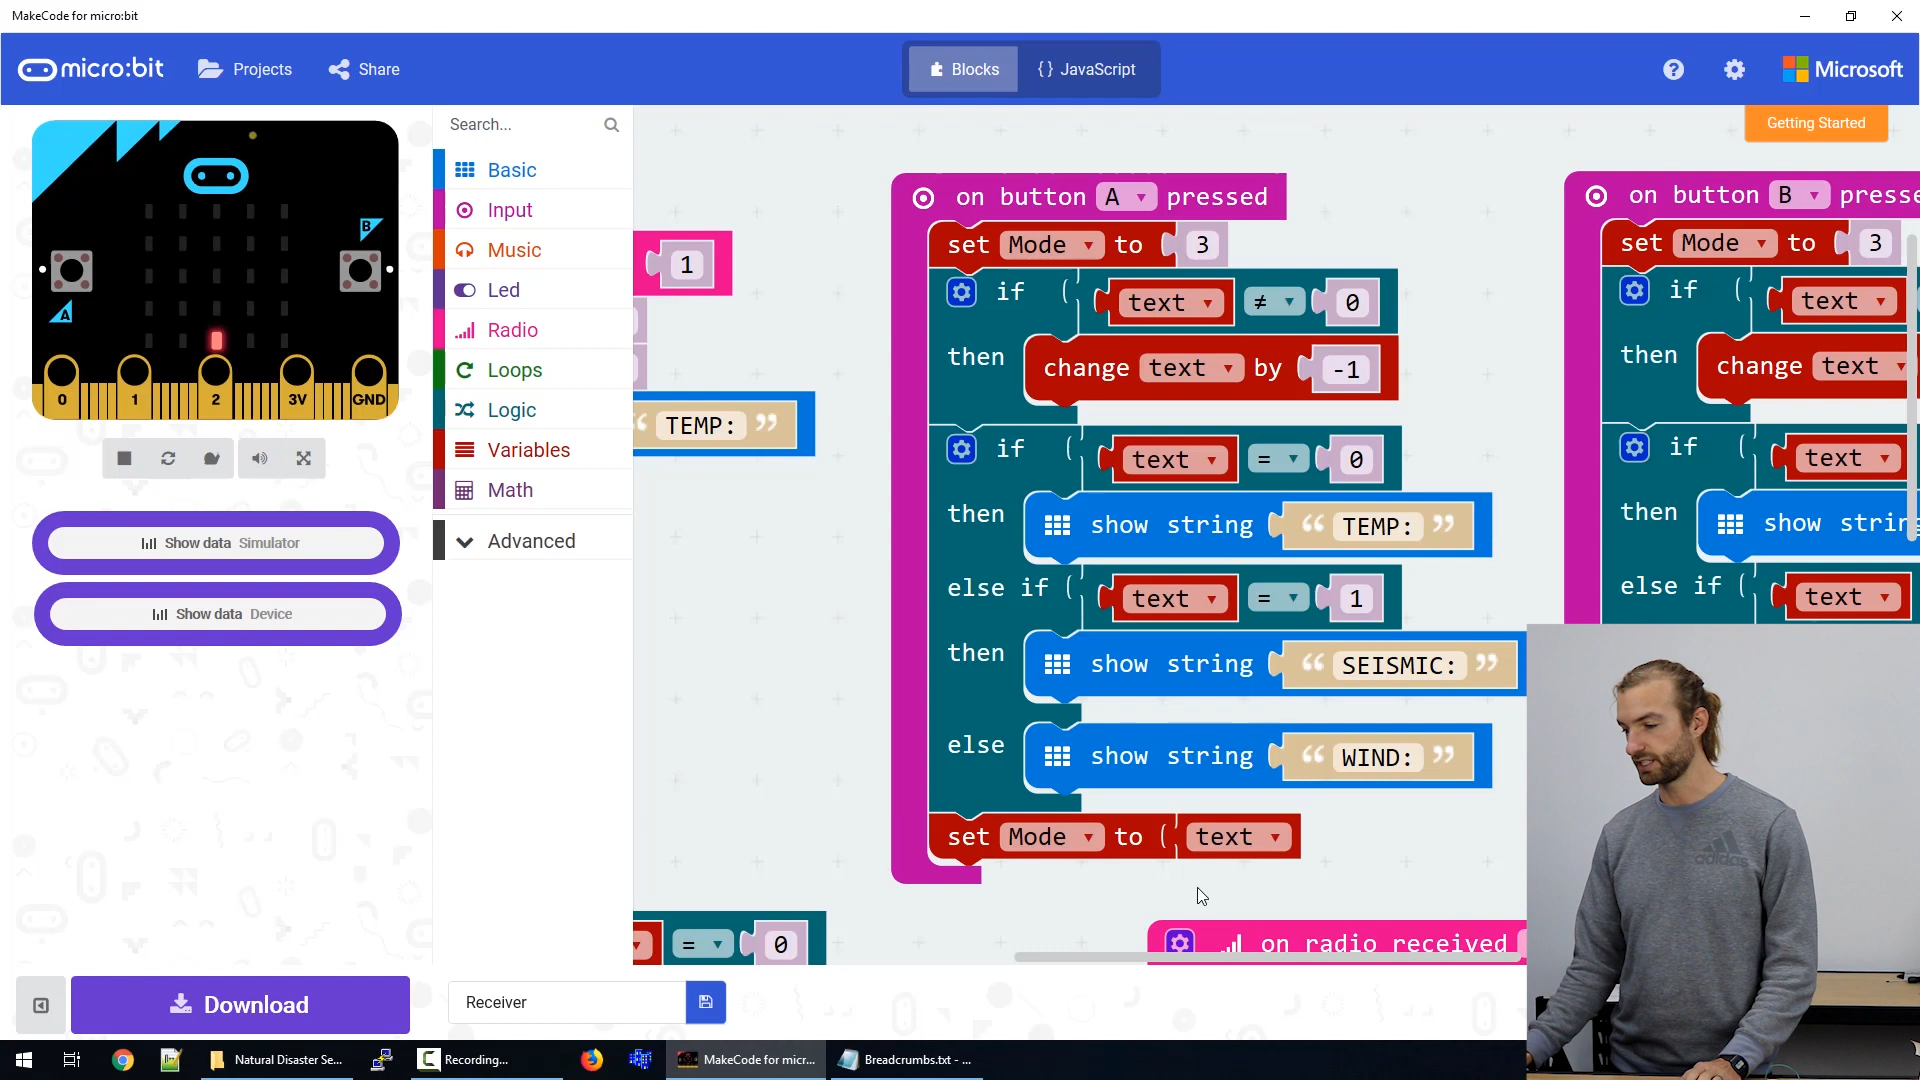 MakeCode for micro:bit
micro:bit Projects Share Blocks {} JavaScript ? Microsoft
Getting Started
Search...
Basic
Input
Music
Led
Radio
Loops
Logic
Variables
Math
Advanced
B
A
0 1 2 3V GND
Show data Simulator
Show data Device
Download
Receiver
1
“ TEMP: ”
= 0
on button A pressed
set Mode to 3
if text ≠ 0
then change text by -1
if text = 0
then show string “ TEMP: ”
else if text = 1
then show string “ SEISMIC: ”
else show string “ WIND: ”
set Mode to text
on radio received
on button B
set Mode to 3
if text
then change text
if text
then show
else if text
adidas
Natural Disaster Se...
Recording...
MakeCode for micr...
Breadcrumbs.txt - ...